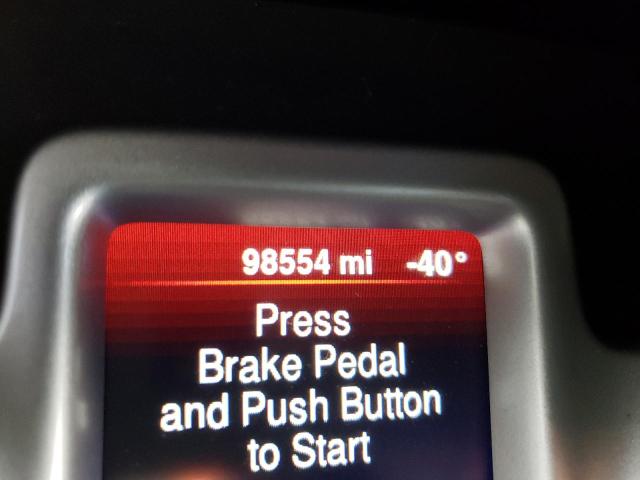 98554 mi -40°
Press
Brake Pedal
and Push Button
to Start